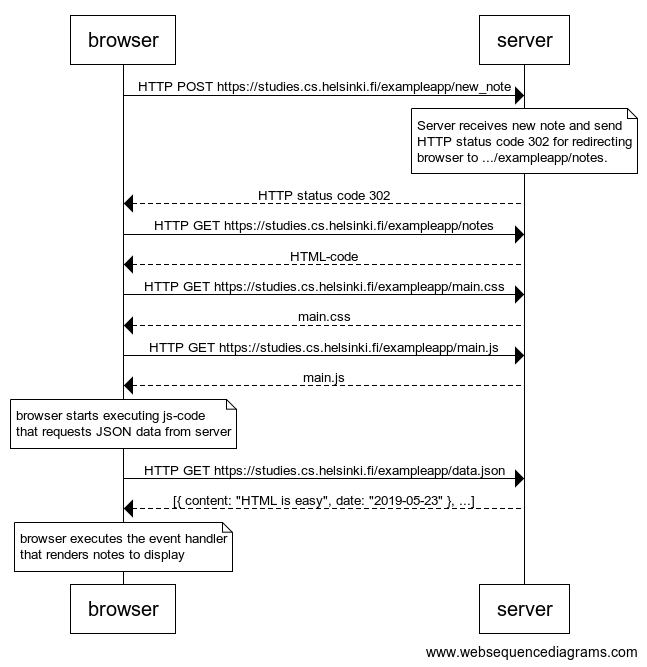 browser
server
HTTP POST https://studies.cs.helsinki.fi/exampleapp/new_note
Server receives new note and send
HTTP status code 302 for redirecting
browser to .../exampleapp/notes.
HTTP status code 302
HTTP GET https://studies.cs.helsinki.fi/exampleapp/notes
HTML-code
HTTP GET https://studies.cs.helsinki.fi/exampleapp/main.css
main.css
HTTP GET https://studies.cs.helsinki.fi/exampleapp/main.js
main.js
browser starts executing js-code
that requests JSON data from server
HTTP GET https://studies.cs.helsinki.fi/exampleapp/data.json
[{ content: "HTML is easy", date: "2019-05-23" }, ...]
browser executes the event handler
that renders notes to display
browser
server
www.websequencediagrams.com